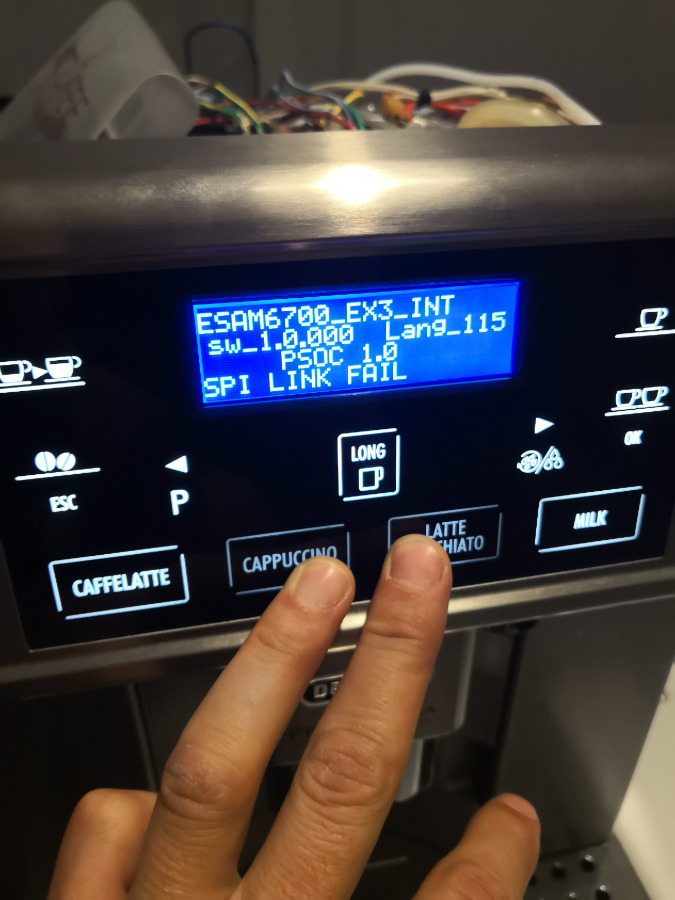 ESAM6700_EX3_INT
sw_1.0.000 Lang_115
PSOC 1.0
SPI LINK FAIL
LONG
OK
ESC
P
MILK
LATTE
CAPPUCCINO
CAFFELATTE